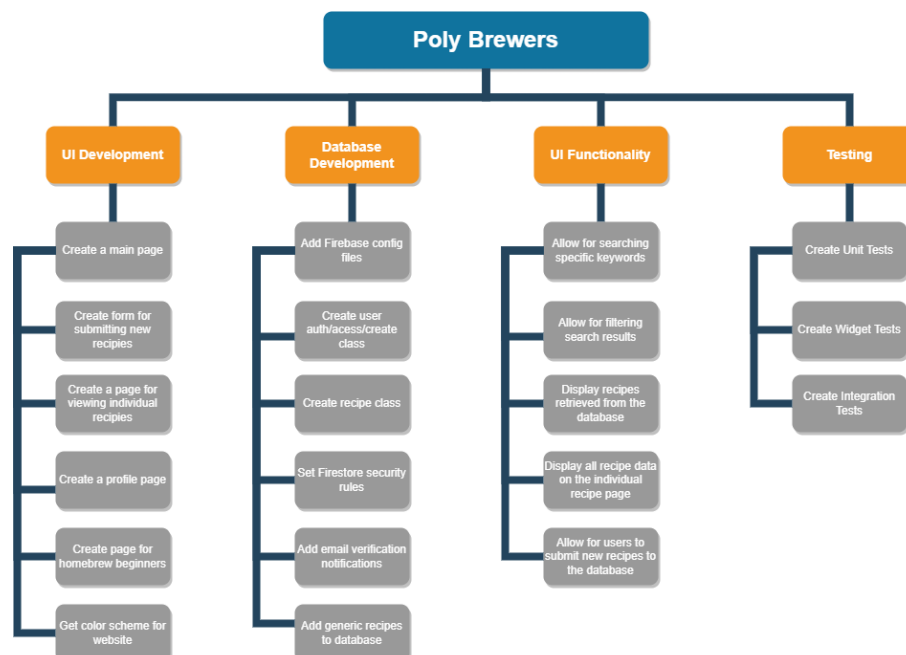 Poly Brewers
UI Development
Database
Development
UI Functionality
Testing
Create a main page
Create form for
submitting new
recipies
Create a page for
viewing individual
recipies
Create a profile page
Create page for
homebrew beginners
Get color scheme for
website
Add Firebase config
files
Create user
auth/acess/create
class
Create recipe class
Set Firestore security
rules
Add email verification
notifications
Add generic recipes
to database
Allow for searching
specific keywords
Allow for filtering
search results
Display recipes
retrieved from the
database
Display all recipe data
on the individual
recipe page
Allow for users to
submit new recipes to
the database
Create Unit Tests
Create Widget Tests
Create Integration
Tests